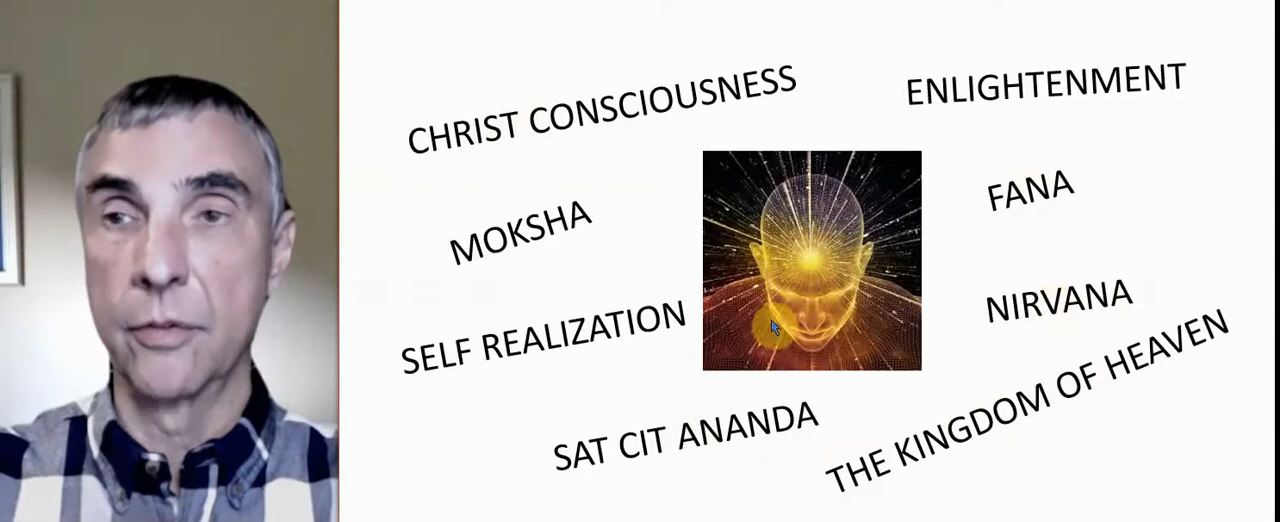 CHRIST CONSCIOUSNESS
ENLIGHTENMENT
MOKSHA
FANA
SELF REALIZATION
NIRVANA
SAT CIT ANANDA
THE KINGDOM OF HEAVEN